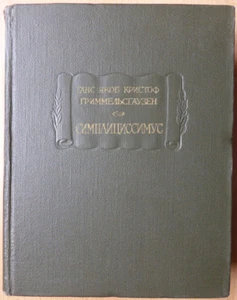 ГАНС ЯКОБ КРИСТОФ
ГРИММЕЛЬСГАУЗЕН
СИМПЛИЦИССИМУС